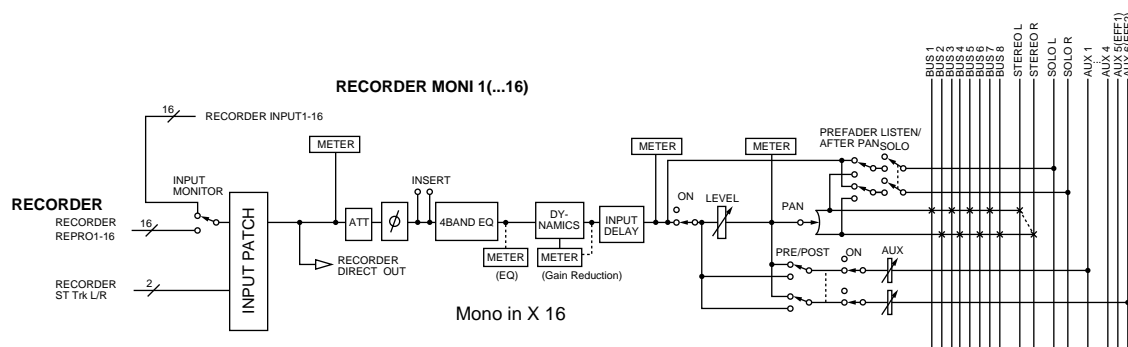 RECORDER MONI 1(...16)
BUS 1
BUS 2
BUS 3
BUS 4
BUS 5
BUS 6
BUS 7
BUS 8
STEREO L
STEREO R
SOLO L
SOLO R
AUX 1
...
AUX 4
AUX 5(EFF1)
AUX 6(EFF2)
16
RECORDER INPUT1-16
METER
METER
METER
PREFADER LISTEN/
AFTER PAN
SOLO
INPUT
MONITOR
INSERT
ON
LEVEL
RECORDER
RECORDER
REPRO1-16
16
INPUT PATCH
ATT
ϕ
4BAND EQ
DY-
NAMICS
INPUT
DELAY
PAN
METER
(EQ)
METER
(Gain Reduction)
RECORDER
DIRECT OUT
PRE/POST
ON
AUX
RECORDER
ST Trk L/R
2
Mono in X 16